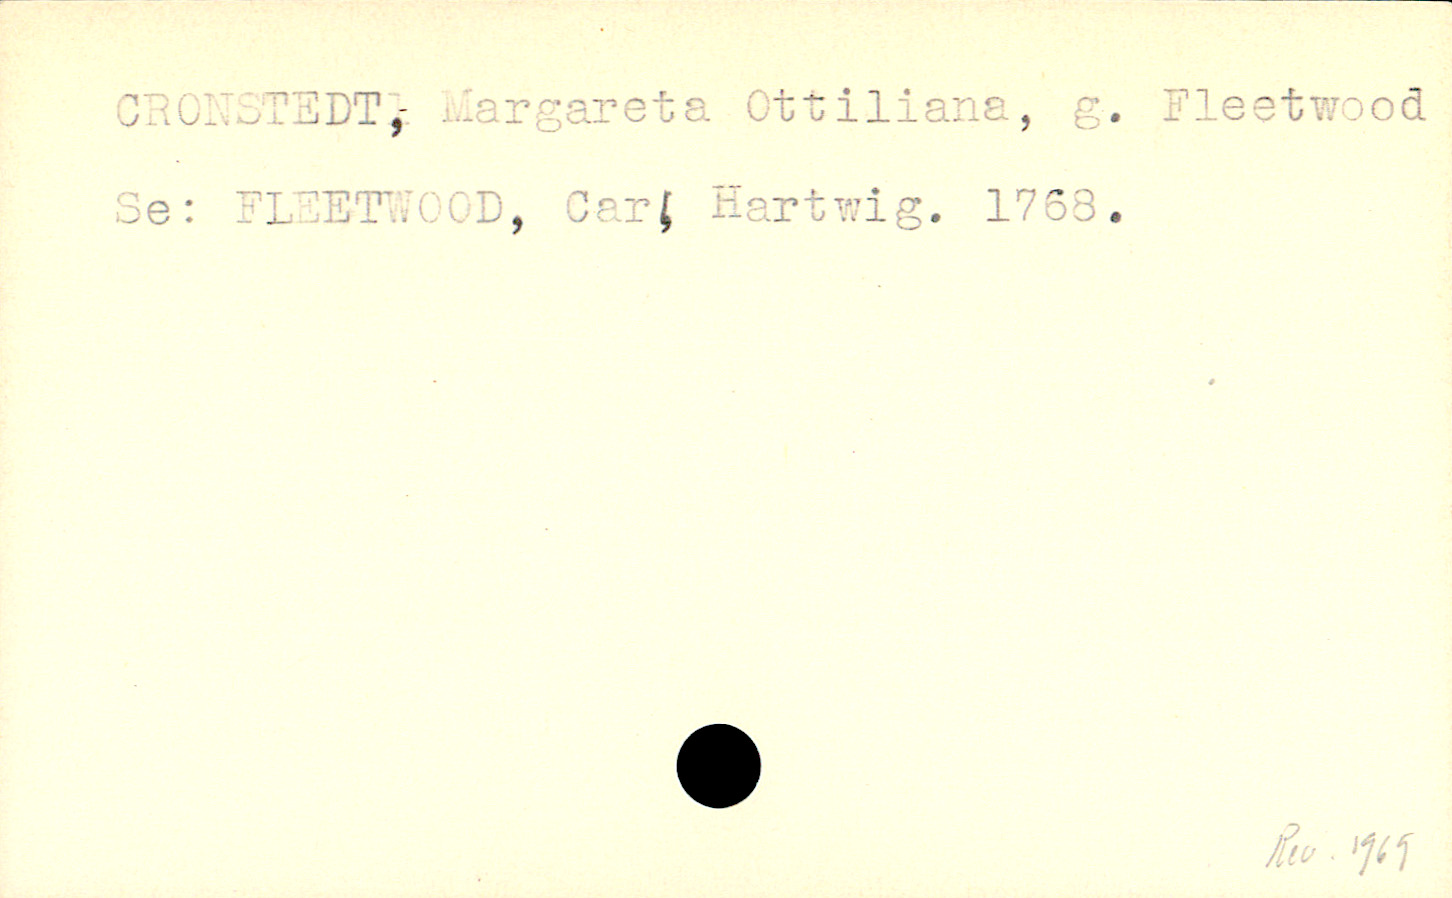 CRONSTEDT, Margareta Ottiliana, g. Fleetwood
Se: FLEETWOOD, Carl Hartwig. 1768.
Rev. 1969